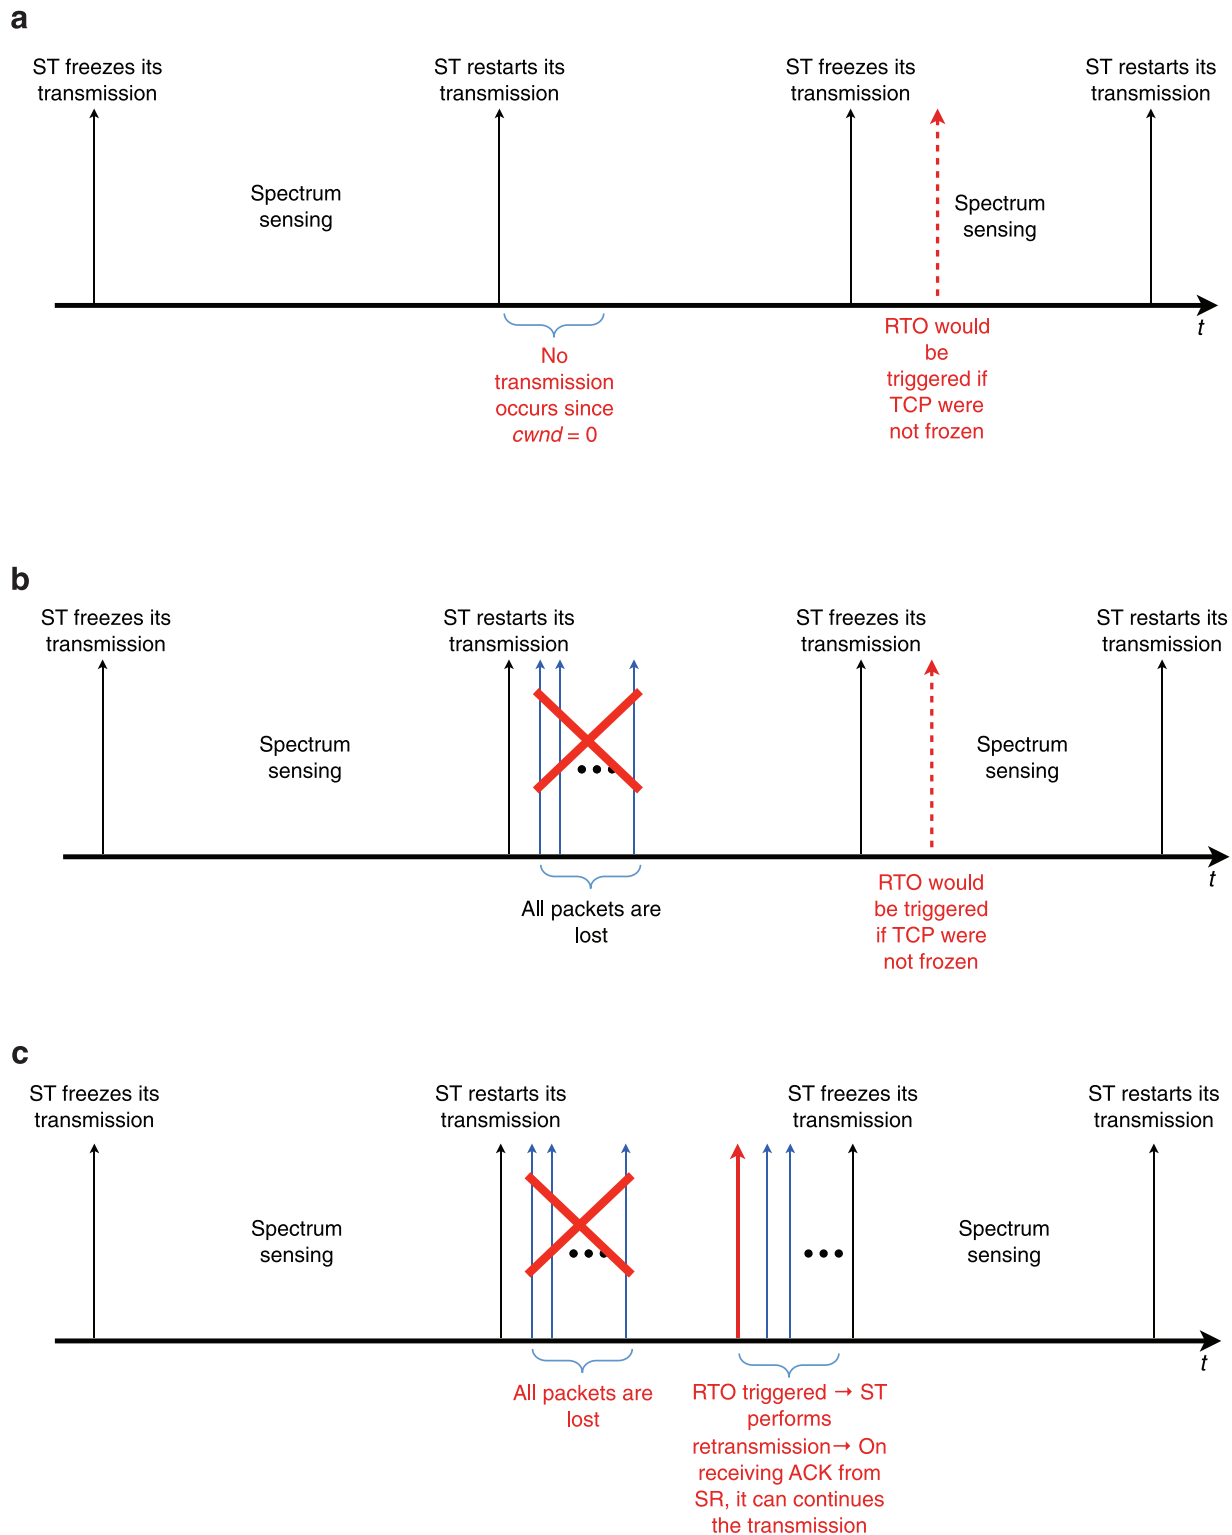 a
ST freezes its
transmission
ST restarts its
transmission
ST freezes its
transmission
ST restarts its
transmission
Spectrum
sensing
Spectrum
sensing
t
No
transmission
occurs since
cwnd = 0
RTO would
be
triggered if
TCP were
not frozen
b
ST freezes its
transmission
ST restarts its
transmission
ST freezes its
transmission
ST restarts its
transmission
Spectrum
sensing
Spectrum
sensing
t
All packets are
lost
RTO would
be triggered
if TCP were
not frozen
c
ST freezes its
transmission
ST restarts its
transmission
ST freezes its
transmission
ST restarts its
transmission
Spectrum
sensing
Spectrum
sensing
t
All packets are
lost
RTO triggered → ST
performs
retransmission→ On
receiving ACK from
SR, it can continues
the transmission